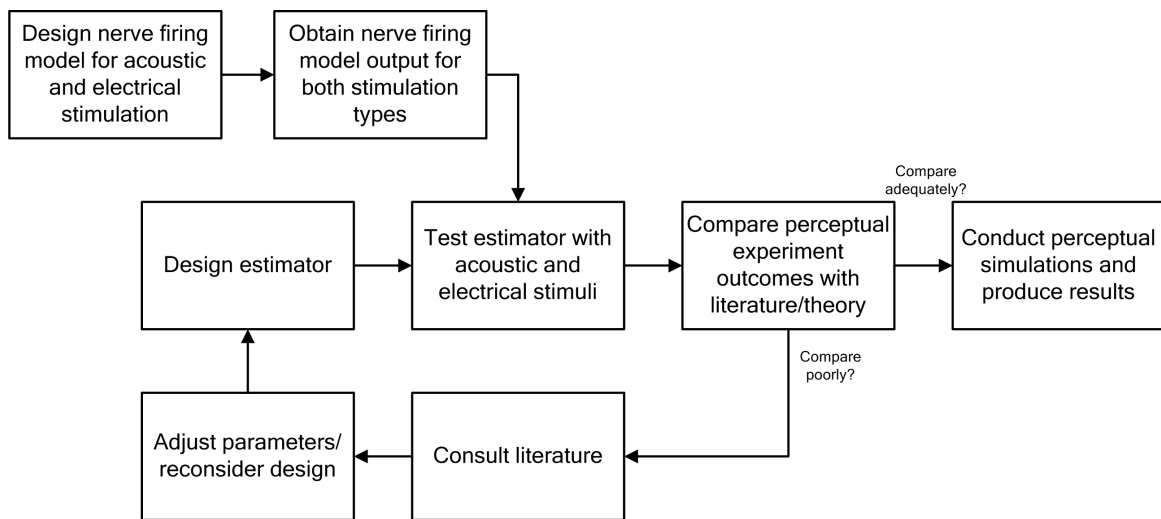 Design nerve firing
model for acoustic
and electrical
stimulation
Obtain nerve firing
model output for
both stimulation
types
Compare
adequately?
Design estimator
Test estimator with
acoustic and
electrical stimuli
Compare perceptual
experiment
outcomes with
literature/theory
Conduct perceptual
simulations and
produce results
Compare
poorly?
Adjust parameters/
reconsider design
Consult literature